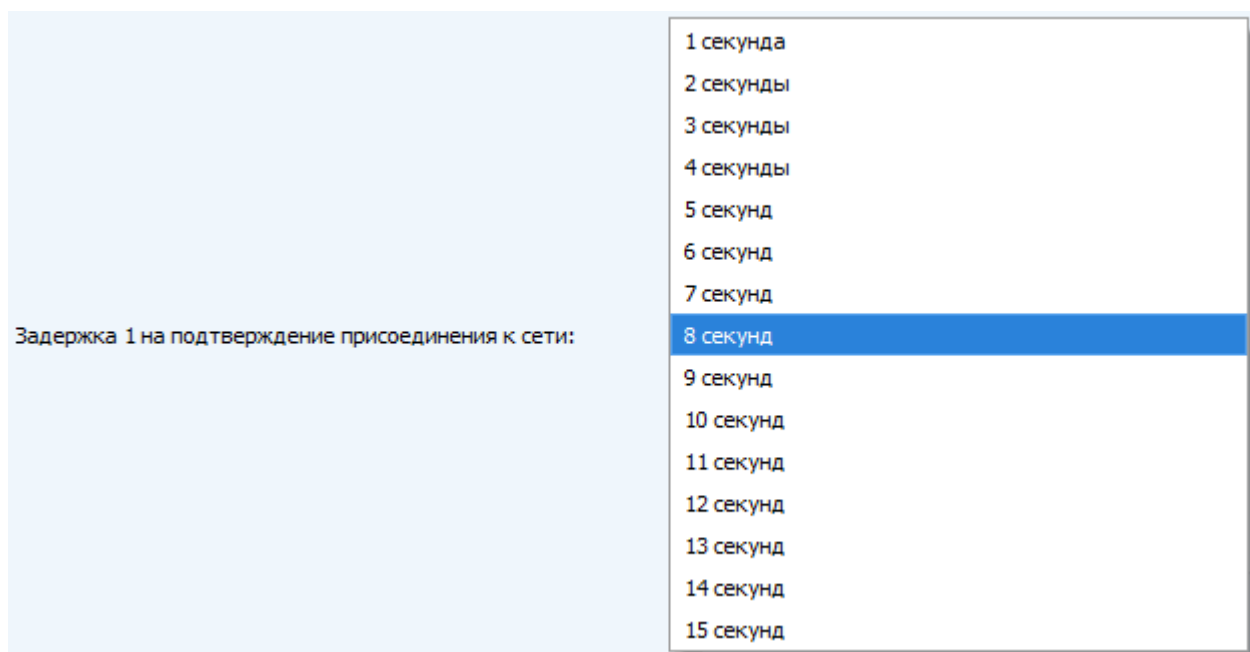 Задержка 1 на подтверждение присоединения к сети:
1 секунда
2 секунды
3 секунды
4 секунды
5 секунд
6 секунд
7 секунд
8 секунд
9 секунд
10 секунд
11 секунд
12 секунд
13 секунд
14 секунд
15 секунд